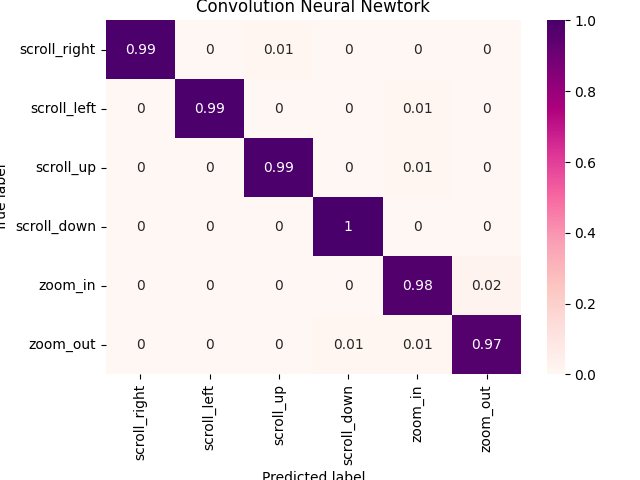 Convolution Neural Newtork
scroll_right 0.99 0 0.01 0 0 0
scroll_left 0 0.99 0 0 0.01 0
scroll_up 0 0 0.99 0 0.01 0
scroll_down 0 0 0 1 0 0
zoom_in 0 0 0 0 0.98 0.02
zoom_out 0 0 0 0.01 0.01 0.97
scroll_right scroll_left scroll_up scroll_down zoom_in zoom_out
Predicted label
True label
1.0
0.8
0.6
0.4
0.2
0.0